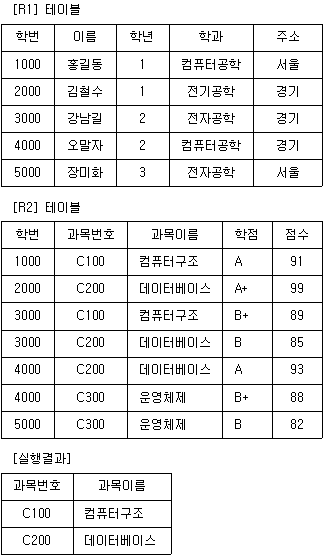 [R1] 테이블
학번 이름 학년 학과 주소
1000 홍길동 1 컴퓨터공학 서울
2000 김철수 1 전기공학 경기
3000 강남길 2 전자공학 경기
4000 오말자 2 컴퓨터공학 경기
5000 장미화 3 전자공학 서울
[R2] 테이블
학번 과목번호 과목이름 학점 점수
1000 C100 컴퓨터구조 A 91
2000 C200 데이터베이스 A+ 99
3000 C100 컴퓨터구조 B+ 89
3000 C200 데이터베이스 B 85
4000 C200 데이터베이스 A 93
4000 C300 운영체제 B+ 88
5000 C300 운영체제 B 82
[실행결과]
과목번호 과목이름
C100 컴퓨터구조
C200 데이터베이스